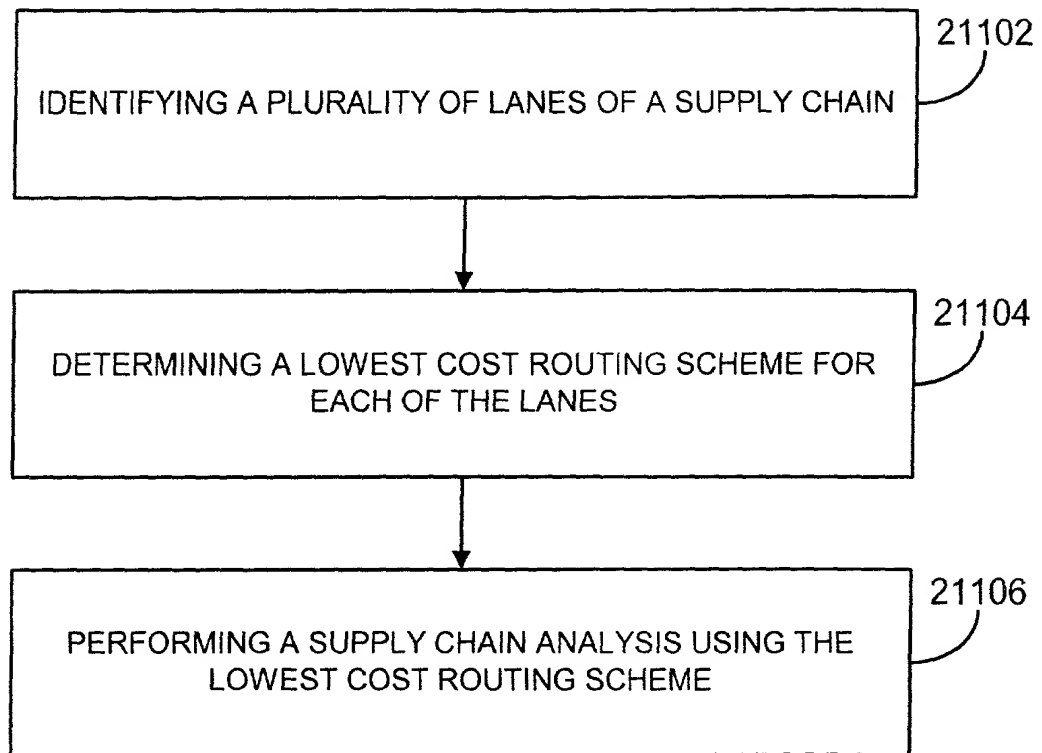 21102
IDENTIFYING A PLURALITY OF LANES OF A SUPPLY CHAIN
21104
DETERMINING A LOWEST COST ROUTING SCHEME FOR
EACH OF THE LANES
21106
PERFORMING A SUPPLY CHAIN ANALYSIS USING THE
LOWEST COST ROUTING SCHEME